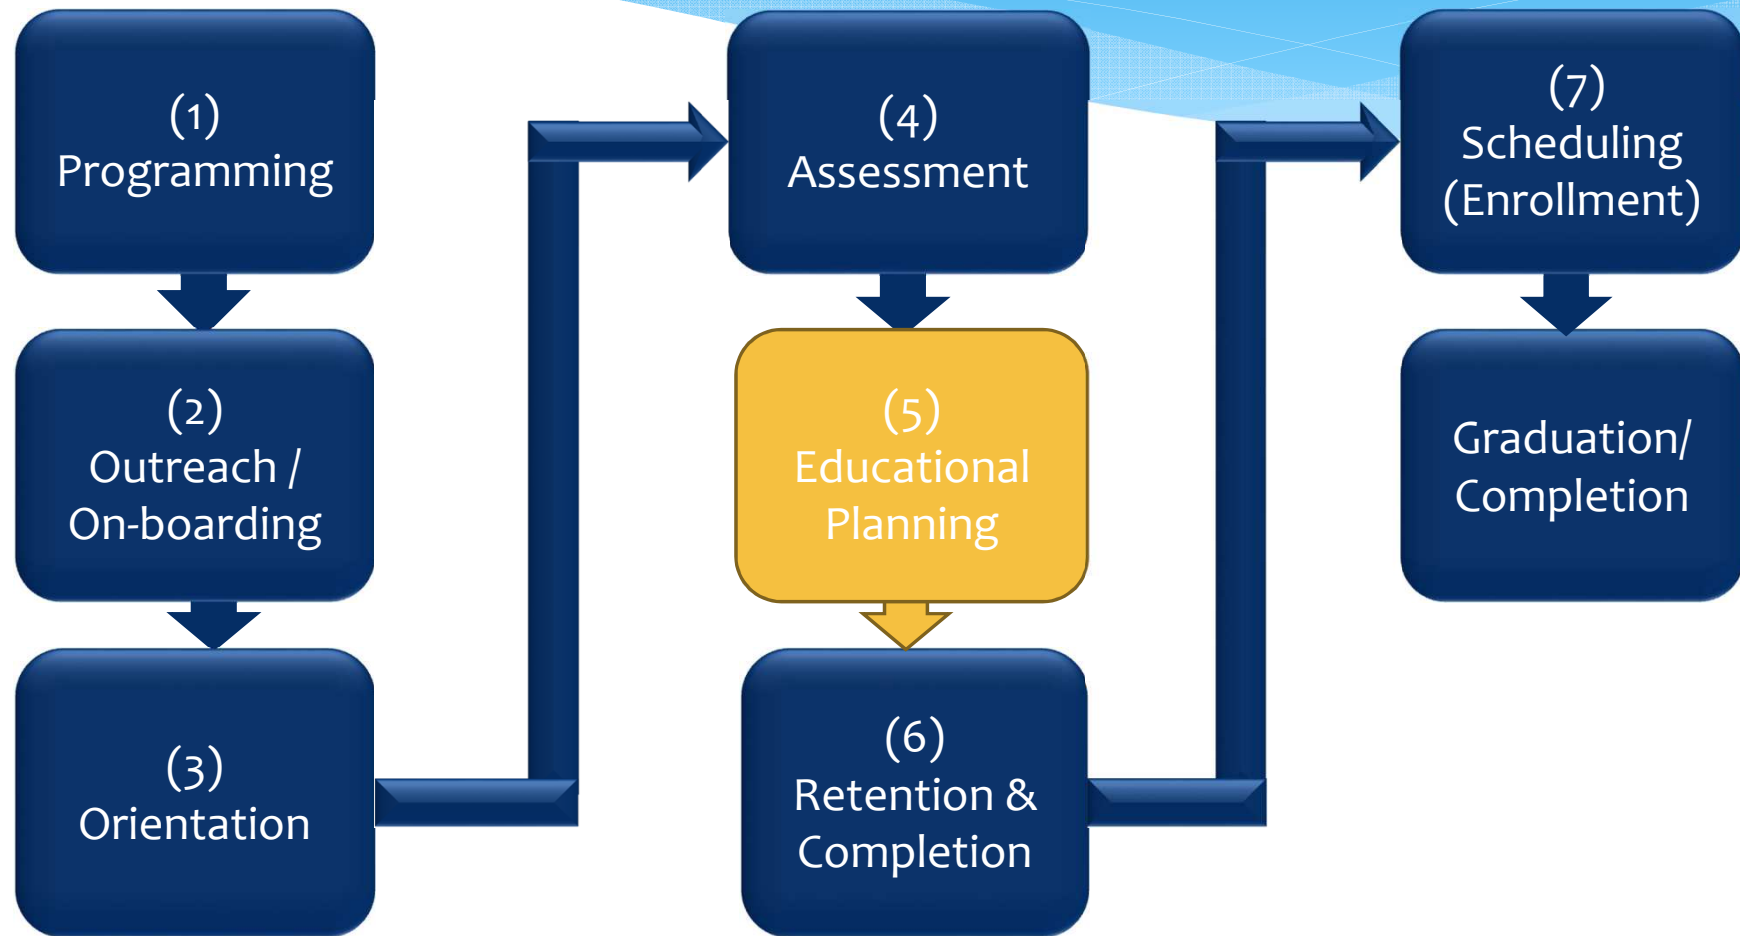 (1)
Programming
(2)
Outreach /
On-boarding
(3)
Orientation
(4)
Assessment
(5)
Educational
Planning
(6)
Retention &
Completion
(7)
Scheduling
(Enrollment)
Graduation/
Completion